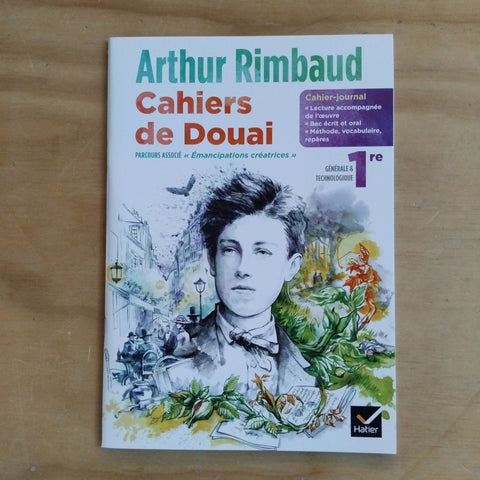 Arthur Rimbaud
Cahiers
de Douai
PARCOURS ASSOCIÉ « Émancipations créatrices »
Cahier-journal
• Lecture accompagnée
de l'œuvre
• Bac écrit et oral
• Méthode, vocabulaire,
repères
GÉNÉRALE &
TECHNOLOGIQUE
1re
Hatier